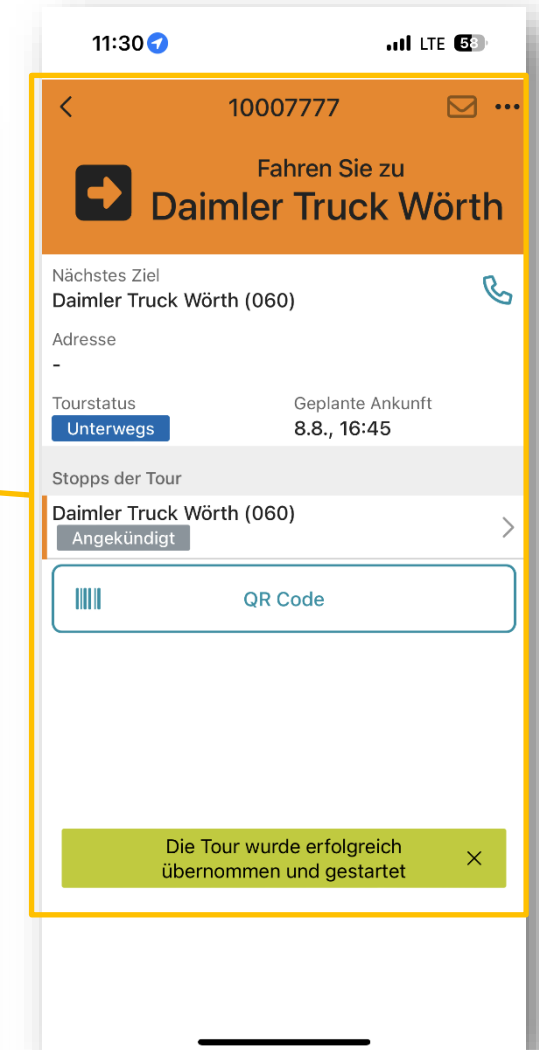 11:30 LTE 58
10007777
Fahren Sie zu
Daimler Truck Wörth
Nächstes Ziel
Daimler Truck Wörth (060)
Adresse
-
Tourstatus Geplante Ankunft
Unterwegs 8.8., 16:45
Stopps der Tour
Daimler Truck Wörth (060)
Angekündigt
QR Code
Die Tour wurde erfolgreich
übernommen und gestartet